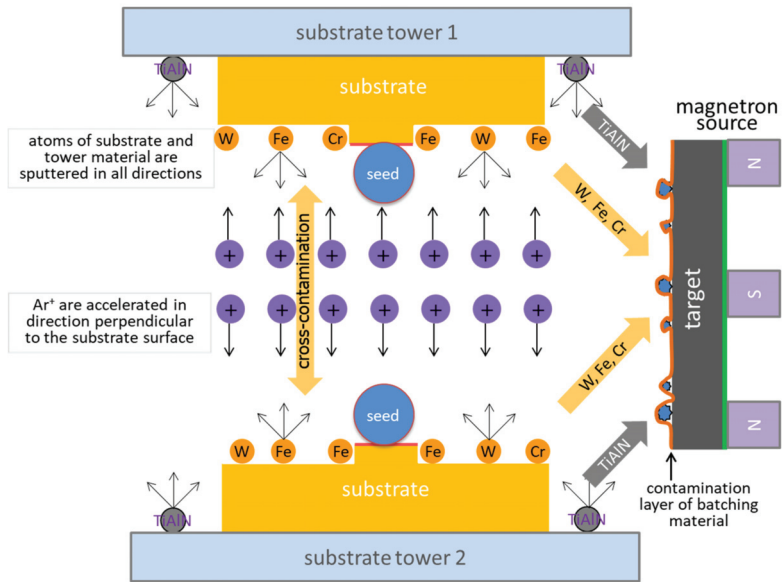 substrate tower 1
TiAlN
TiAlN
substrate
magnetron
source
atoms of substrate and
tower material are
sputtered in all directions
W
Fe
Cr
Fe
W
Fe
seed
TiAlN
W, Fe, Cr
N
+ + + + + + +
cross-contamination
target
S
Ar⁺ are accelerated in
direction perpendicular
to the substrate surface
+ + + + + + +
W, Fe, Cr
seed
N
W
Fe
Fe
Fe
W
Cr
TiAlN
substrate
TiAlN
TiAlN
contamination
layer of batching
material
substrate tower 2